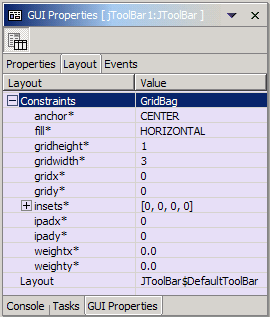 GUI Properties [ jToolBar1:JToolBar ]
Properties Layout Events
Layout Value
Constraints GridBag
anchor* CENTER
fill* HORIZONTAL
gridheight* 1
gridwidth* 3
gridx* 0
gridy* 0
insets* [0, 0, 0, 0]
ipadx* 0
ipady* 0
weightx* 0.0
weighty* 0.0
Layout JToolBar$DefaultToolBar
Console Tasks GUI Properties